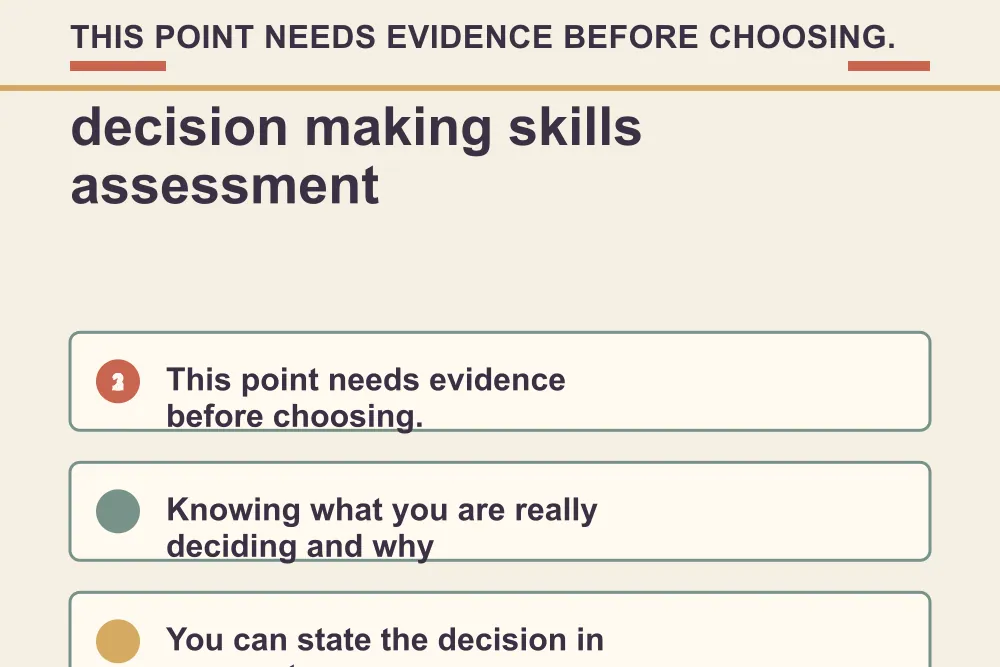 THIS POINT NEEDS EVIDENCE BEFORE CHOOSING.
decision making skills
assessment
This point needs evidence
before choosing.
Knowing what you are really
deciding and why
You can state the decision in